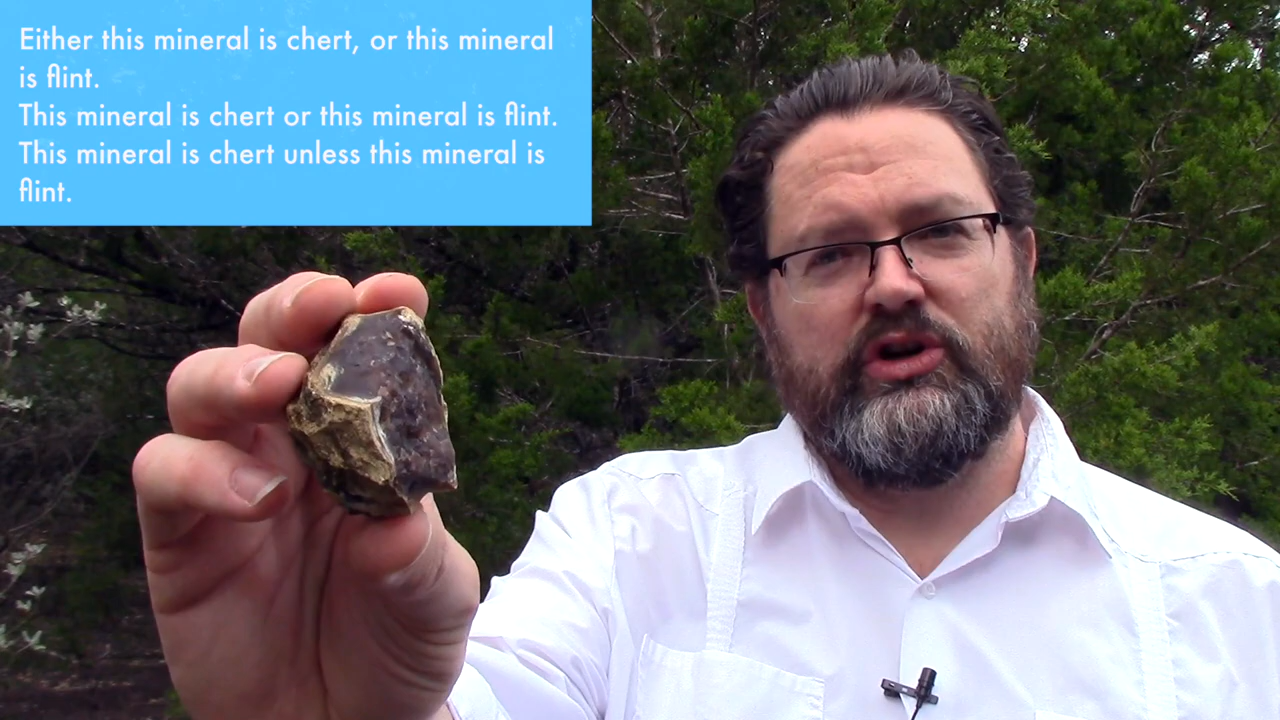 Either this mineral is chert, or this mineral
is flint.
This mineral is chert or this mineral is flint.
This mineral is chert unless this mineral is
flint.